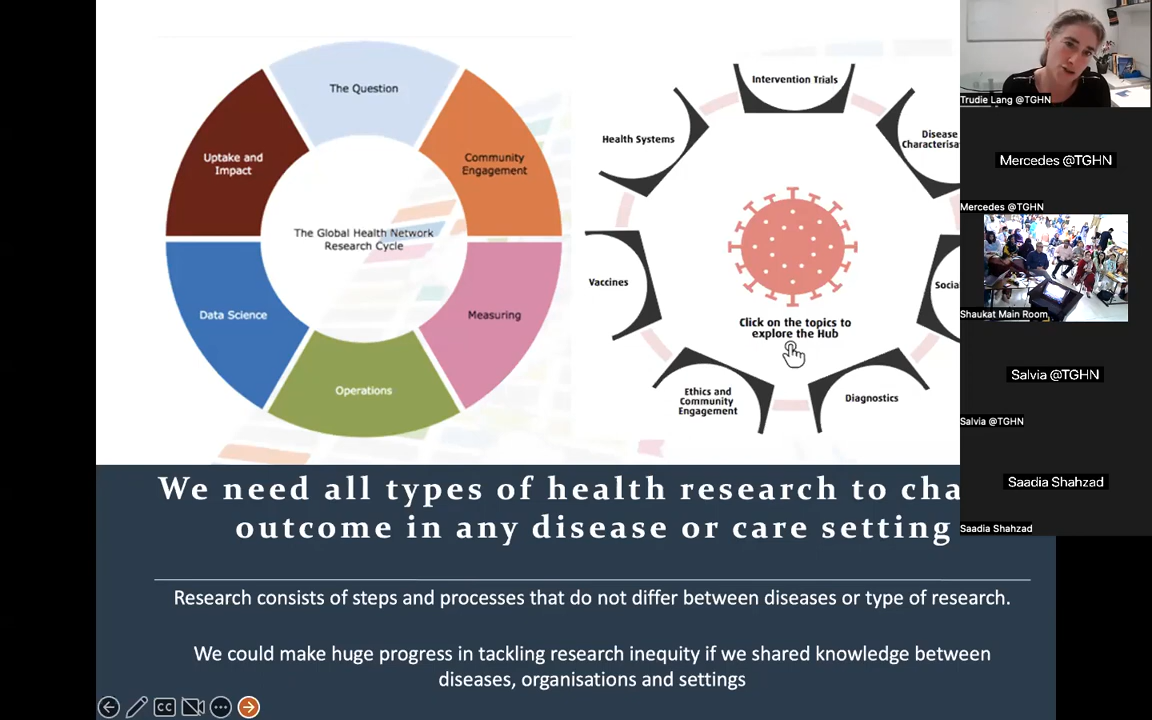 The Question
Uptake and
Impact
Community
Engagement
The Global Health Network
Research Cycle
Data Science
Measuring
Operations
Intervention Trials
Health Systems
Disease
Vaccines
Click on the topics to
explore the Hub
Ethics and
Community
Engagement
Diagnostics
We need all types of health research to
outcome in any disease or care setting
Research consists of steps and processes that do not differ between diseases or type of research.
We could make huge progress in tackling research inequity if we shared knowledge between
diseases, organisations and settings
CC
Trudie Lang @TGHN
Mercedes @TGHN
Mercedes @TGHN
Shaukat Main Room
Salvia @TGHN
Salvia @TGHN
Saadia Shahzad
Saadia Shahzad